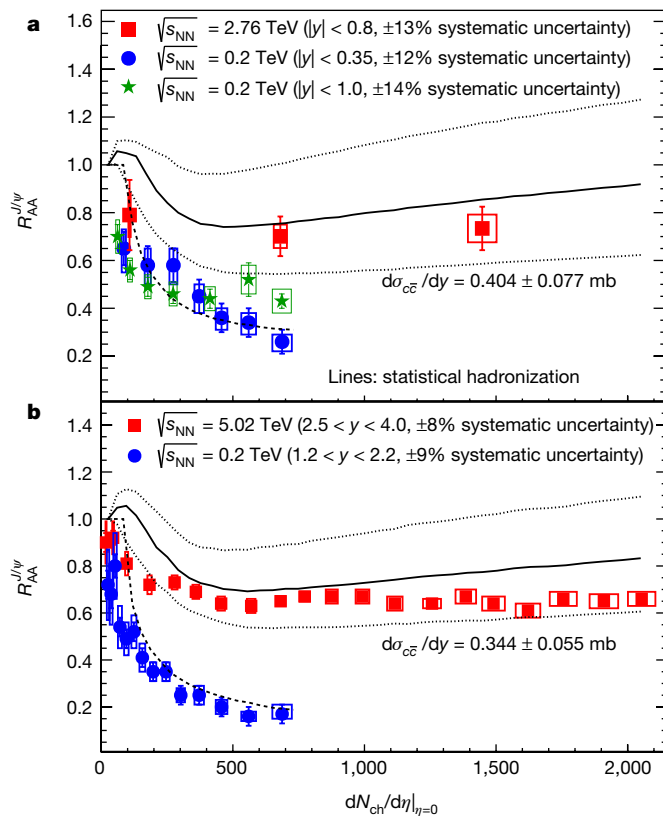 a
√sNN = 2.76 TeV (|y| < 0.8, ±13% systematic uncertainty)
√sNN = 0.2 TeV (|y| < 0.35, ±12% systematic uncertainty)
√sNN = 0.2 TeV (|y| < 1.0, ±14% systematic uncertainty)
1.6
1.4
1.2
1.0
0.8
0.6
0.4
0.2
R_AA^J/ψ
dσ_cc̄/dy = 0.404 ± 0.077 mb
Lines: statistical hadronization
b
√sNN = 5.02 TeV (2.5 < y < 4.0, ±8% systematic uncertainty)
√sNN = 0.2 TeV (1.2 < y < 2.2, ±9% systematic uncertainty)
1.4
1.2
1.0
0.8
0.6
0.4
0.2
R_AA^J/ψ
dσ_cc̄/dy = 0.344 ± 0.055 mb
0 500 1,000 1,500 2,000
dN_ch/dη|η=0